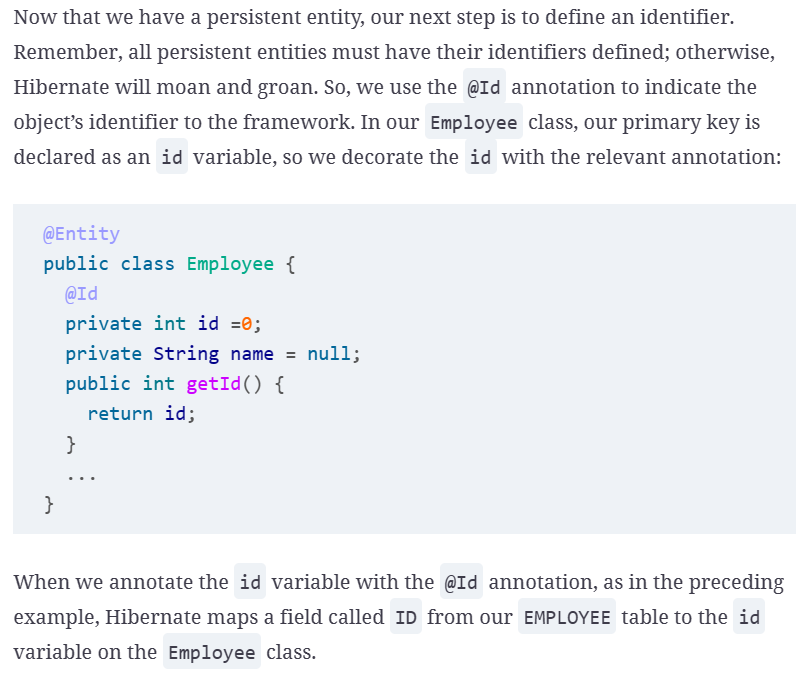 Now that we have a persistent entity, our next step is to define an identifier.
Remember, all persistent entities must have their identifiers defined; otherwise,
Hibernate will moan and groan. So, we use the @Id annotation to indicate the
object’s identifier to the framework. In our Employee class, our primary key is
declared as an id variable, so we decorate the id with the relevant annotation:
@Entity
public class Employee {
@Id
private int id =0;
private String name = null;
public int getId() {
return id;
}
...
}
When we annotate the id variable with the @Id annotation, as in the preceding
example, Hibernate maps a field called ID from our EMPLOYEE table to the id
variable on the Employee class.